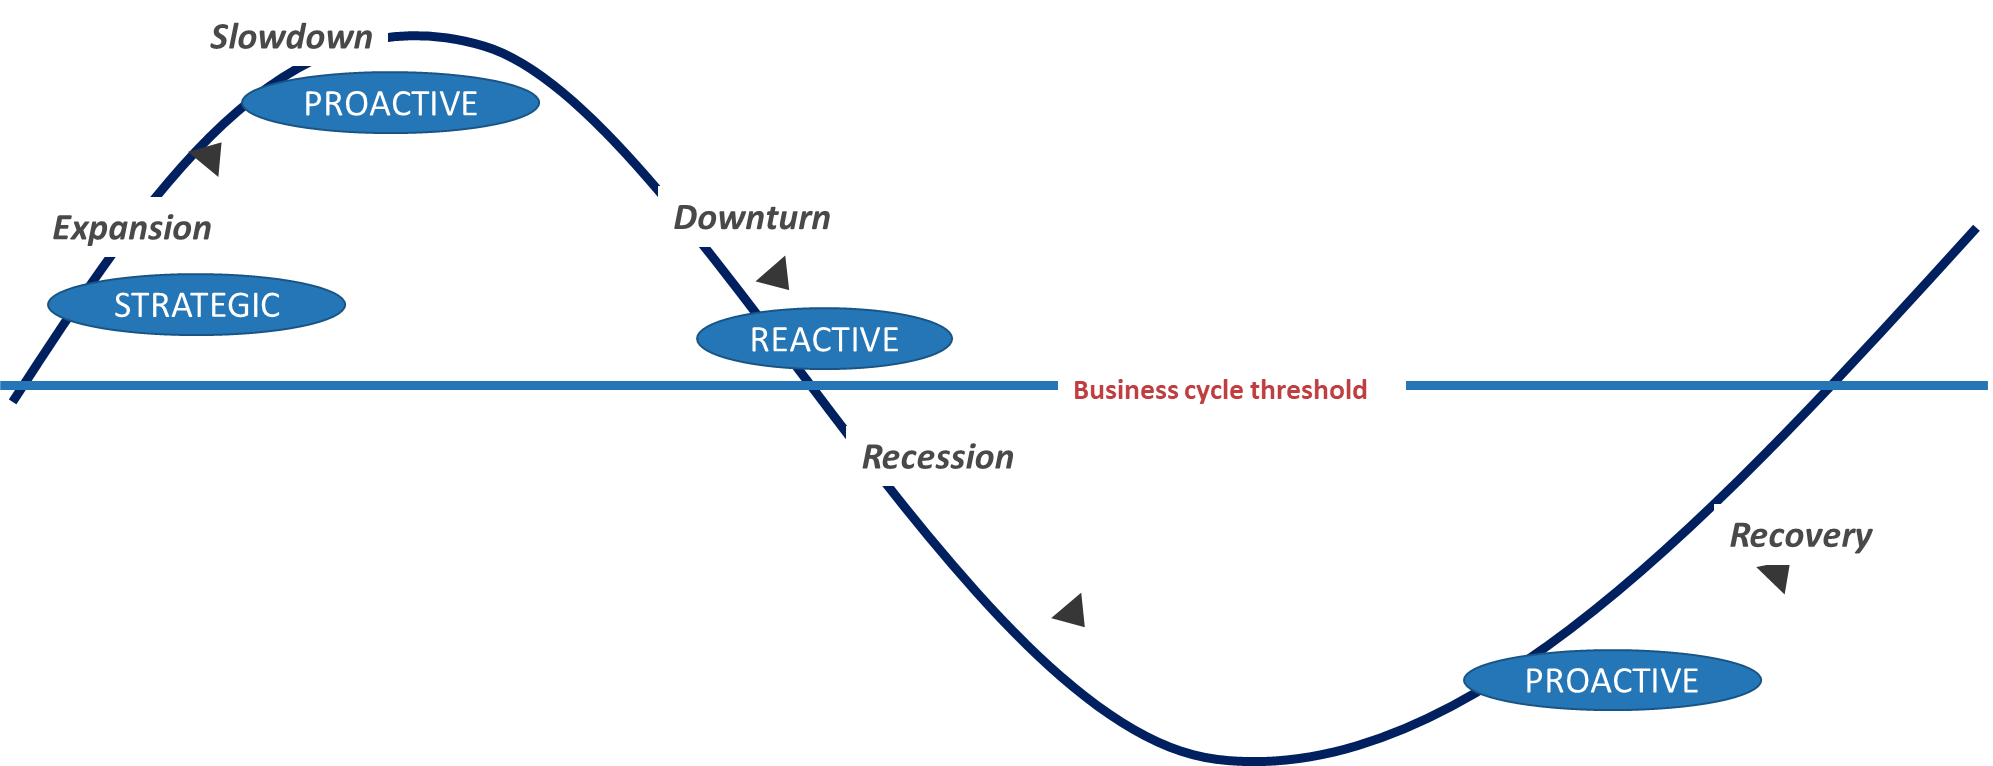 Slowdown
PROACTIVE
Expansion
Downturn
STRATEGIC
REACTIVE
Business cycle threshold
Recession
Recovery
PROACTIVE